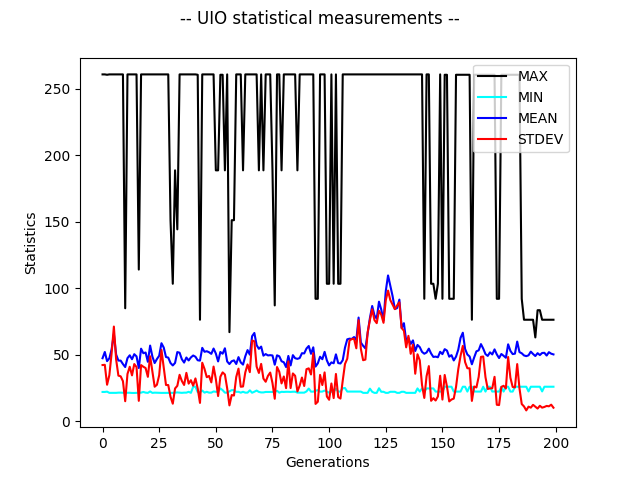 -- UIO statistical measurements --
MAX
MIN
MEAN
STDEV
Statistics
250
200
150
100
50
0
0 25 50 75 100 125 150 175 200
Generations